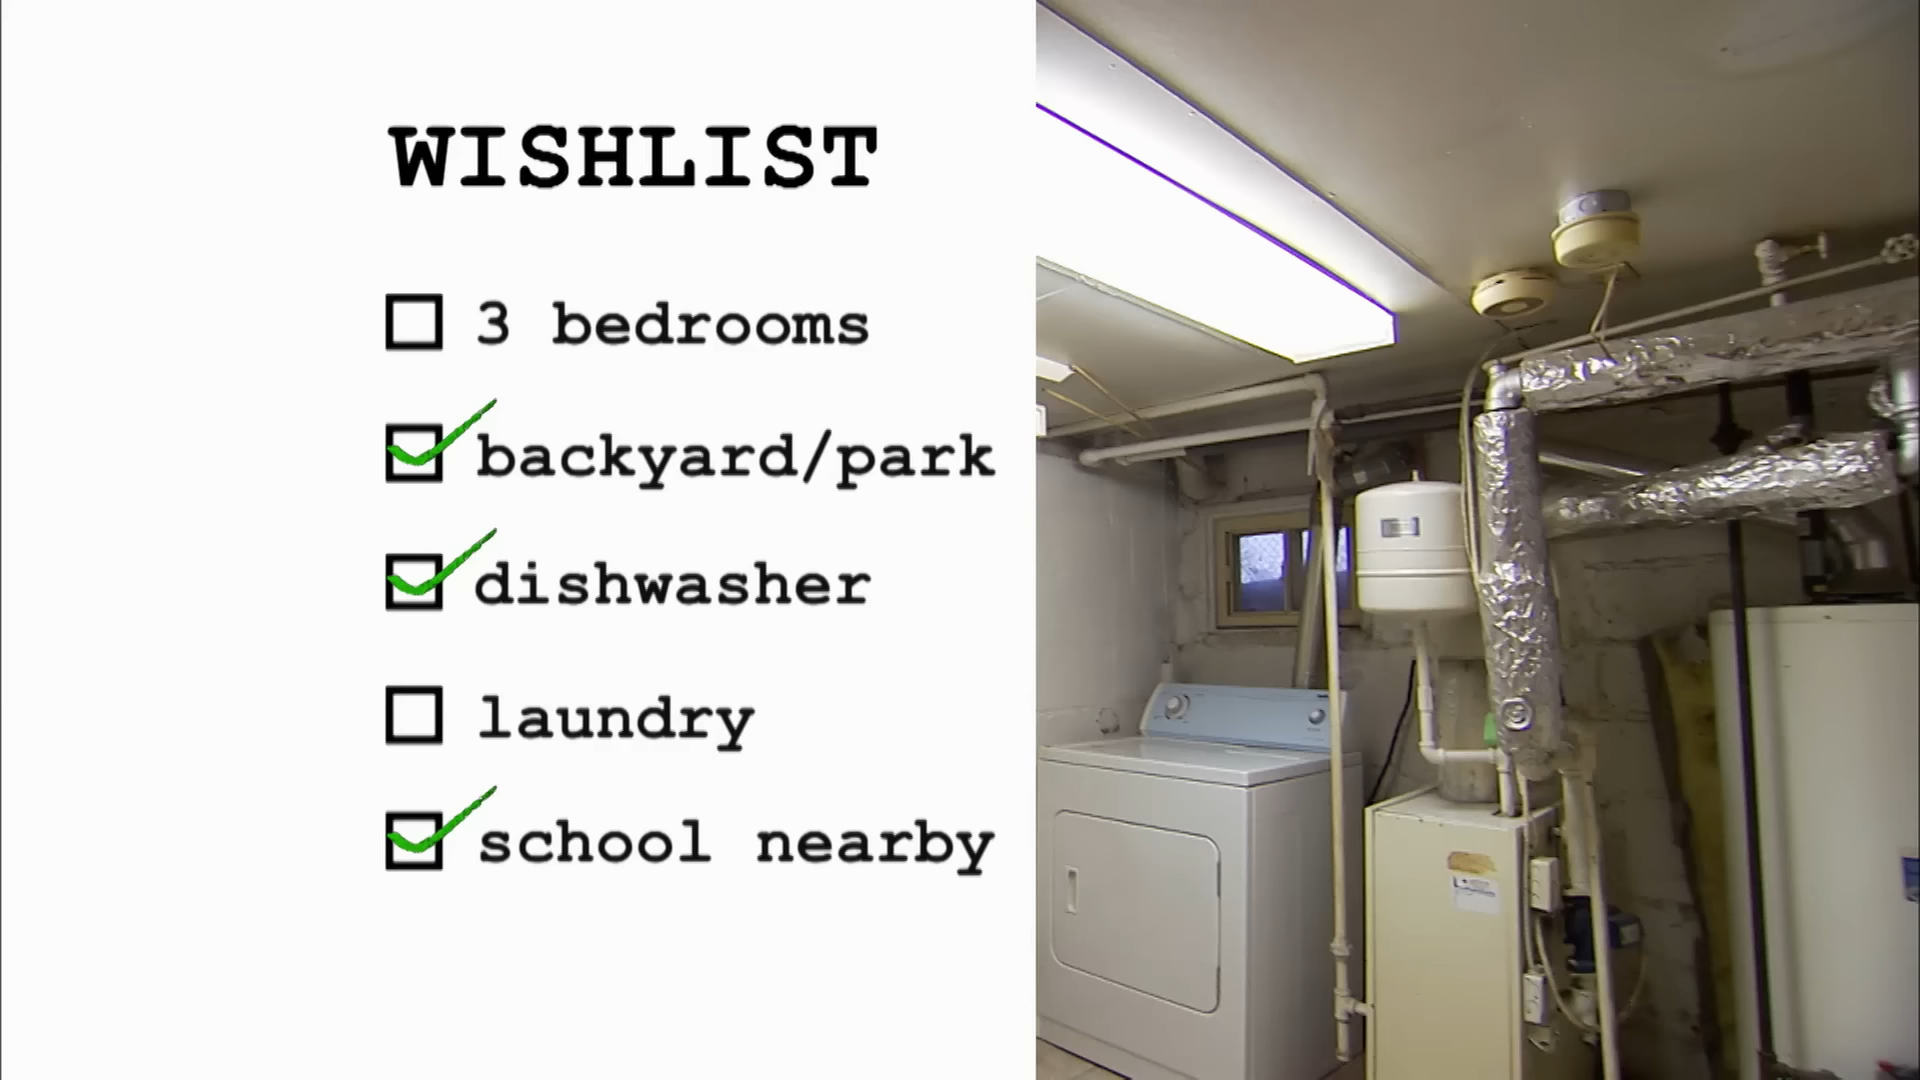 WISHLIST
3 bedrooms
backyard/park
dishwasher
laundry
school nearby